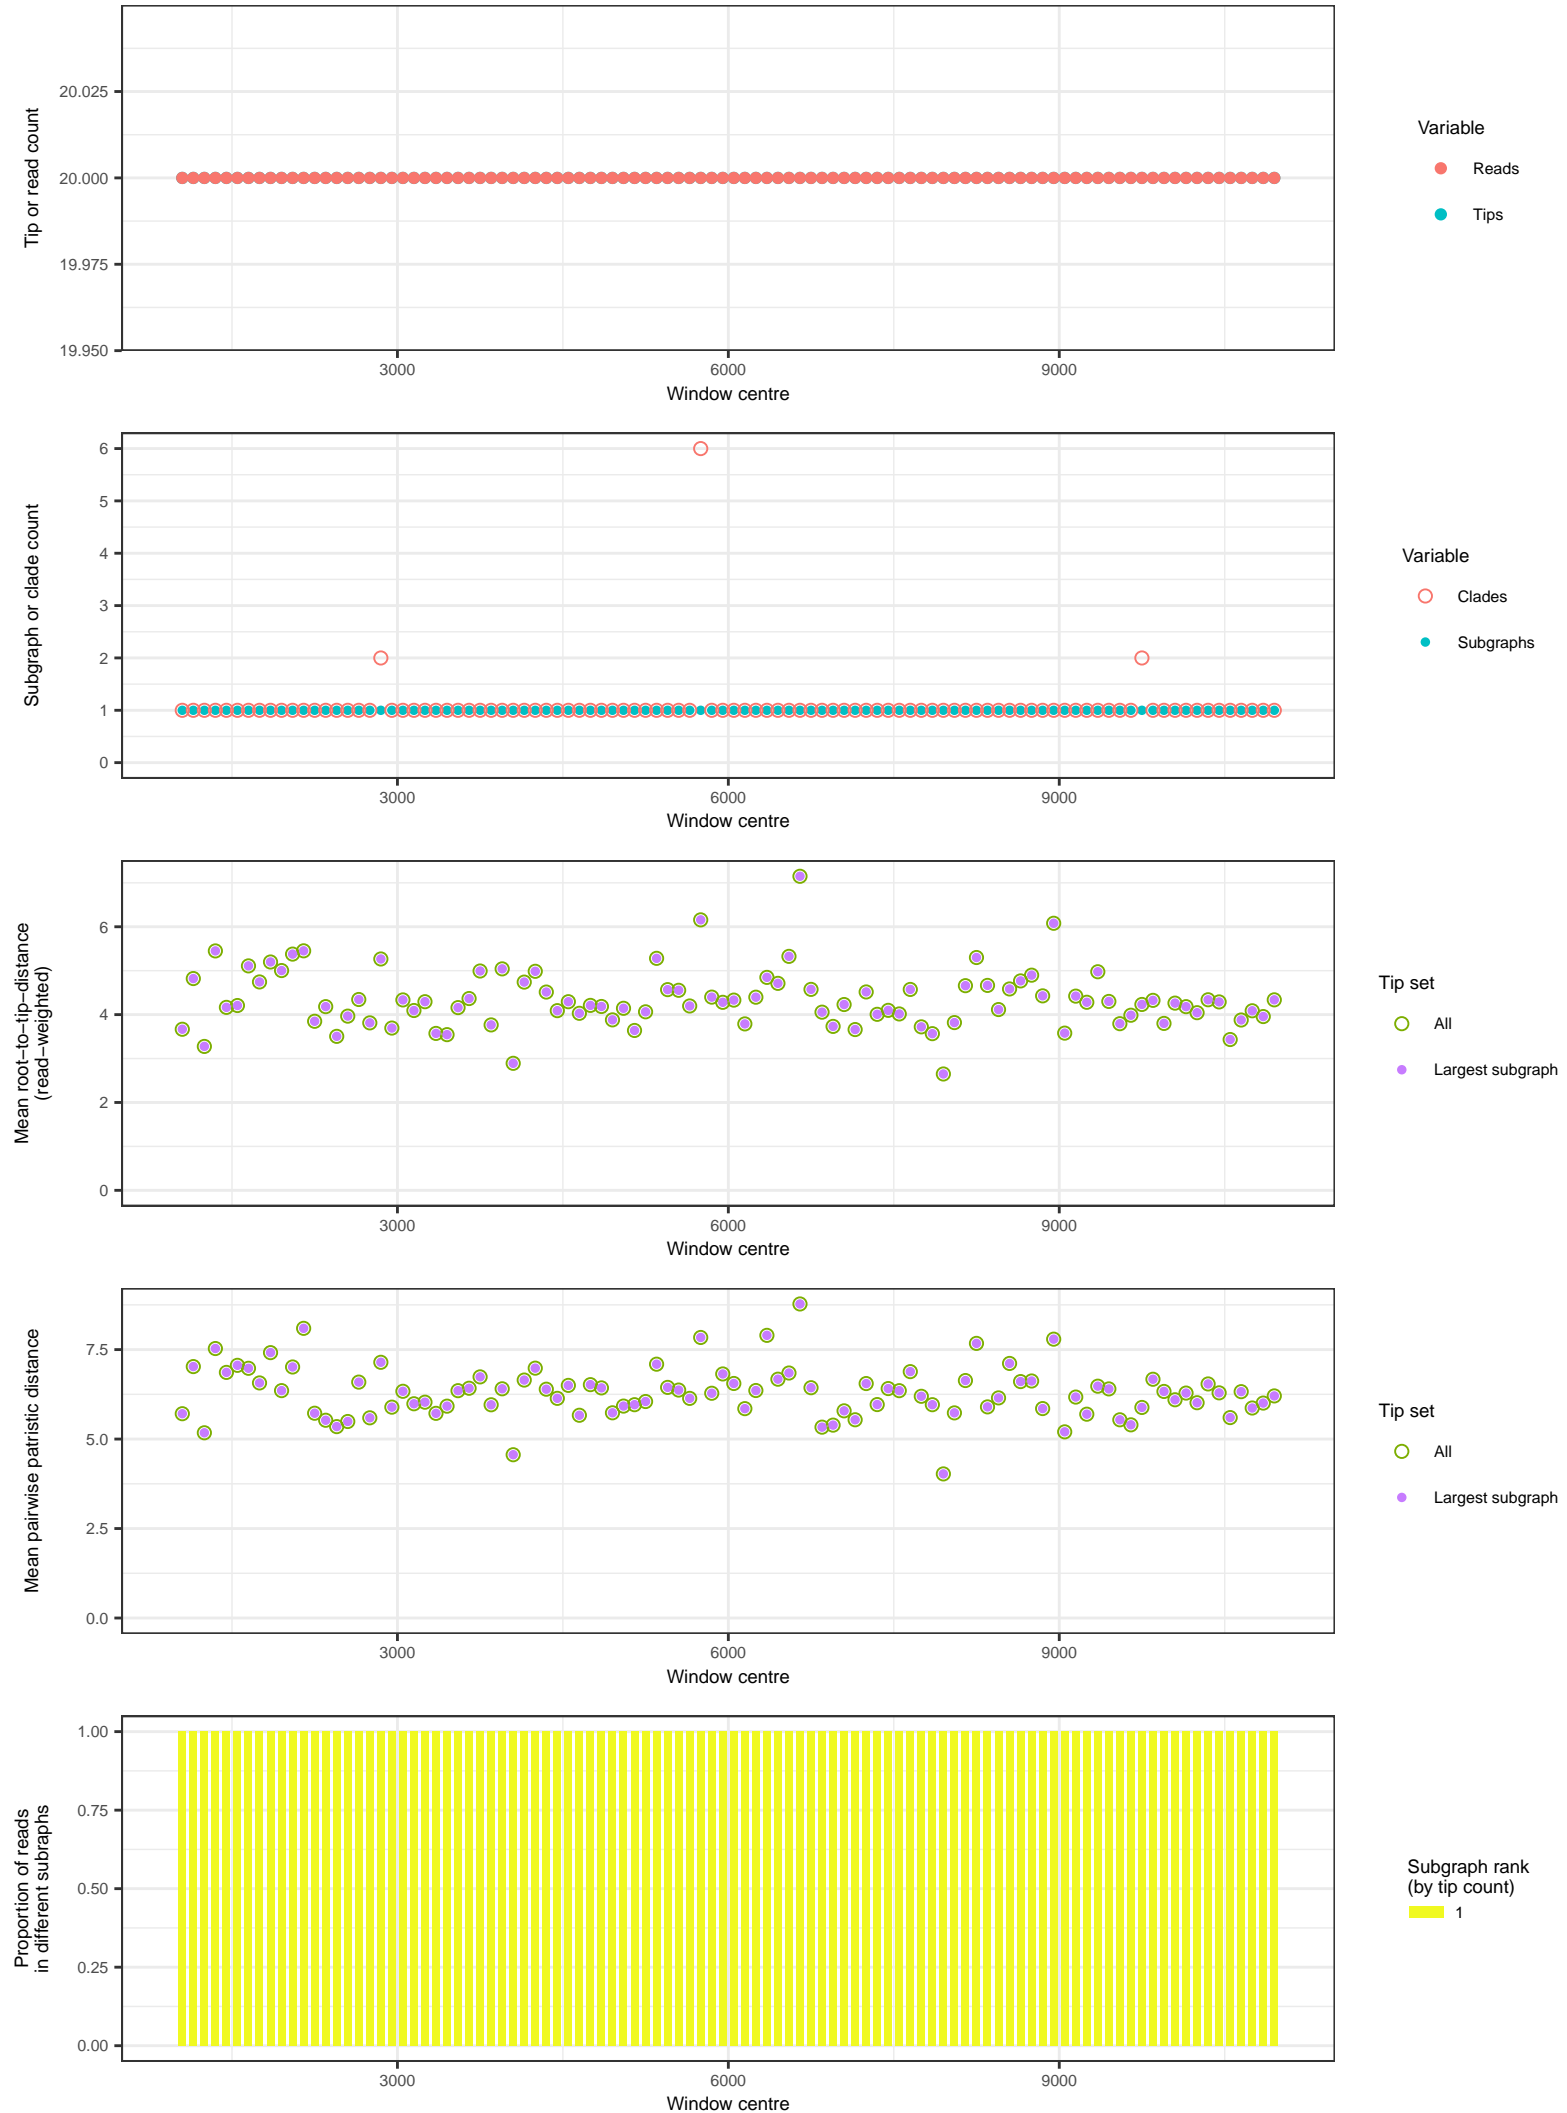 Tip or read count
20.025
20.000
19.975
19.950
3000
6000
9000
Window centre
Variable
Reads
Tips
Subgraph or clade count
6
5
4
3
2
1
0
3000
6000
9000
Window centre
Variable
Clades
Subgraphs
Mean root−to−tip−distance
(read−weighted)
6
4
2
0
3000
6000
9000
Window centre
Tip set
All
Largest subgraph
Mean pairwise patristic distance
7.5
5.0
2.5
0.0
3000
6000
9000
Window centre
Tip set
All
Largest subgraph
Proportion of reads
in different subraphs
1.00
0.75
0.50
0.25
0.00
3000
6000
9000
Window centre
Subgraph rank
(by tip count)
1